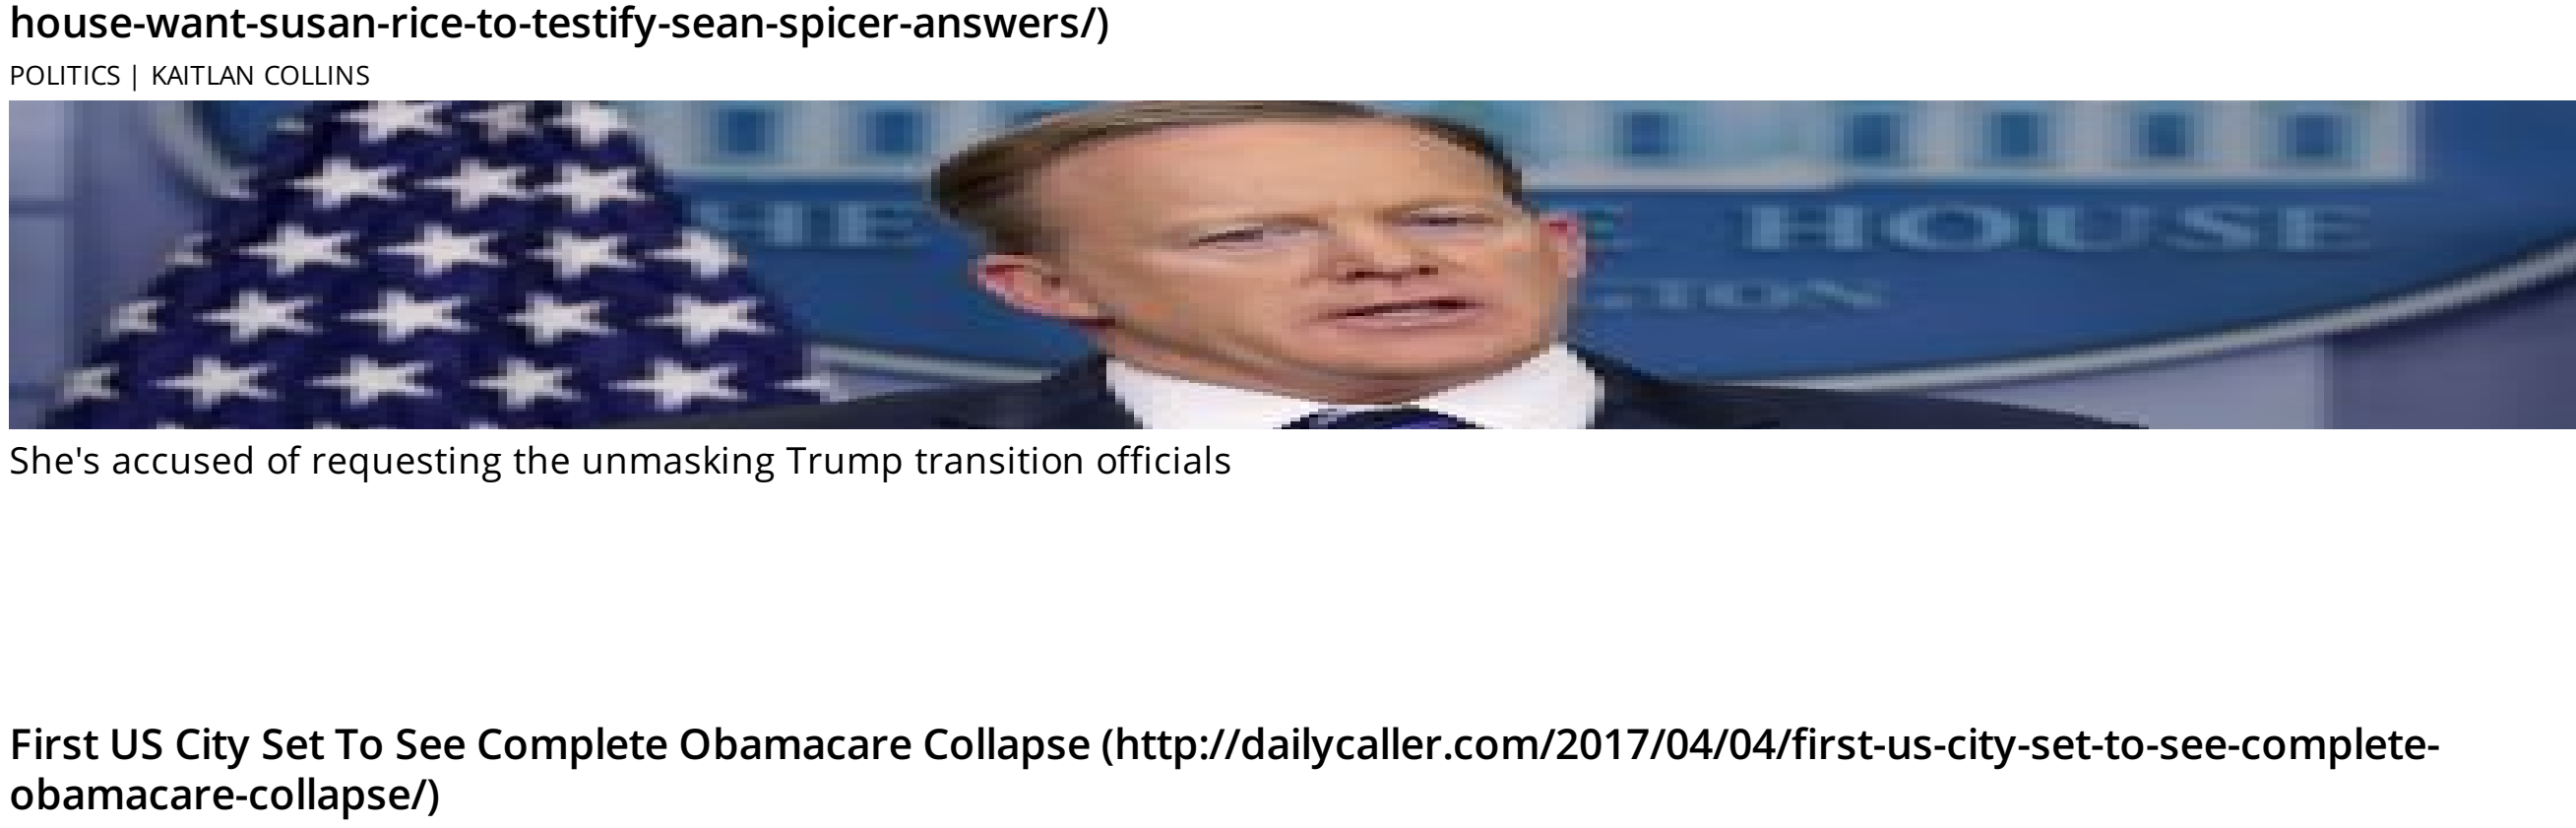 house-want-susan-rice-to-testify-sean-spicer-answers/)
POLITICS | KAITLAN COLLINS
HOUSE
She's accused of requesting the unmasking Trump transition officials
First US City Set To See Complete Obamacare Collapse (http://dailycaller.com/2017/04/04/first-us-city-set-to-see-complete-
obamacare-collapse/)